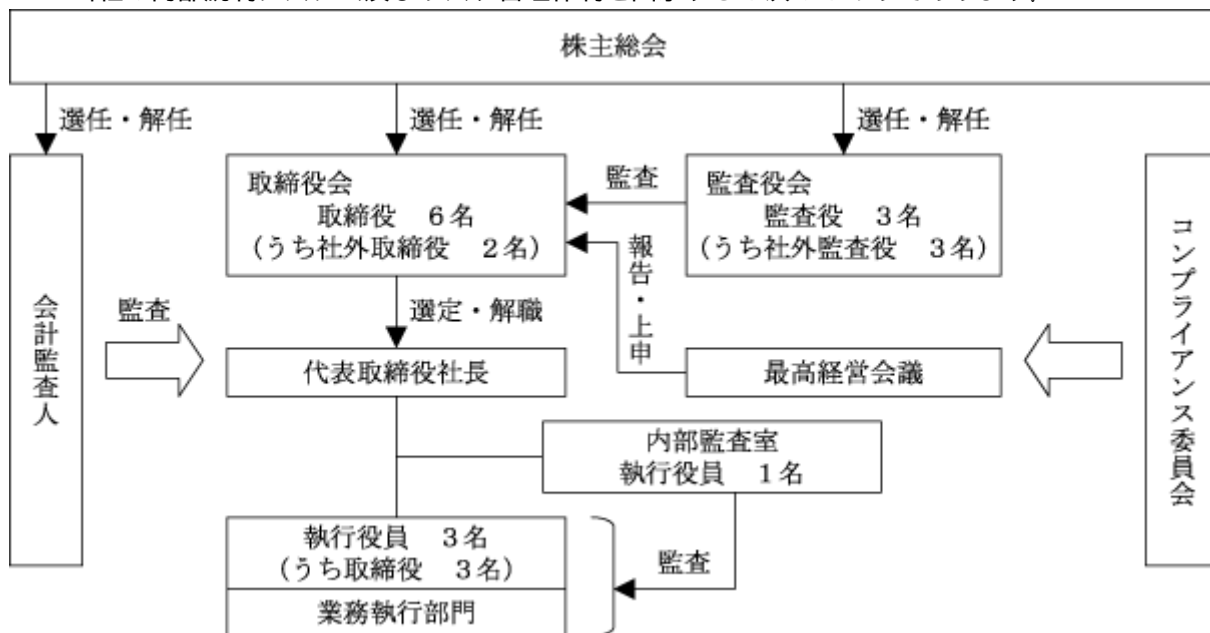 株主総会
選任・解任
選任・解任
選任・解任
取締役会
取締役 6名
(うち社外取締役 2名)
監査
監査役会
監査役 3名
(うち社外監査役 3名)
報告・上申
コンプライアンス委員会
会計監査人
監査
選定・解職
代表取締役社長
最高経営会議
内部監査室
執行役員 1名
執行役員 3名
(うち取締役 3名)
監査
業務執行部門